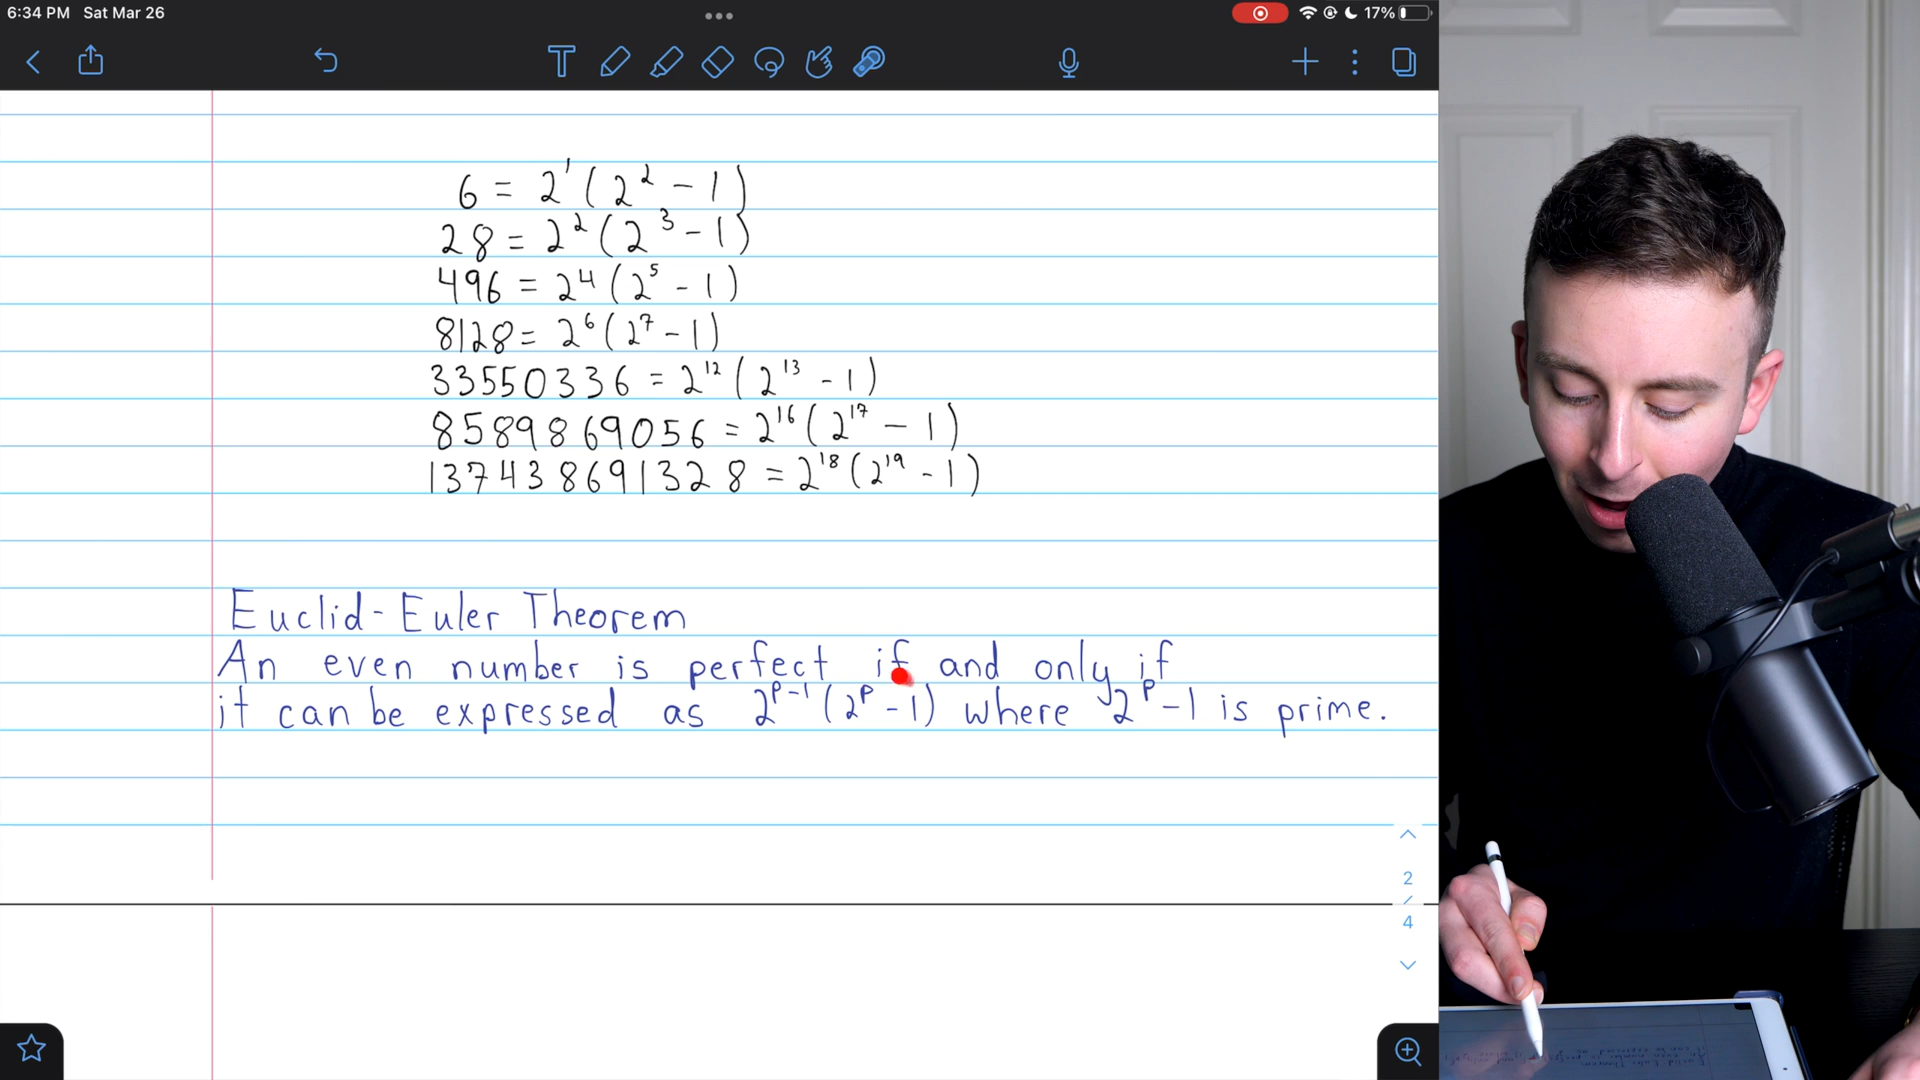 6:34 PM Sat Mar 26
17%
6 = 2¹(2² - 1)
28 = 2²(2³ - 1)
496 = 2⁴(2⁵ - 1)
8128 = 2⁶(2⁷ - 1)
33550336 = 2¹²(2¹³ - 1)
8589869056 = 2¹⁶(2¹⁷ - 1)
137438691328 = 2¹⁸(2¹⁹ - 1)
Euclid-Euler Theorem
An even number is perfect if and only if
it can be expressed as 2ᵖ⁻¹(2ᵖ - 1) where 2ᵖ - 1 is prime.
2
4